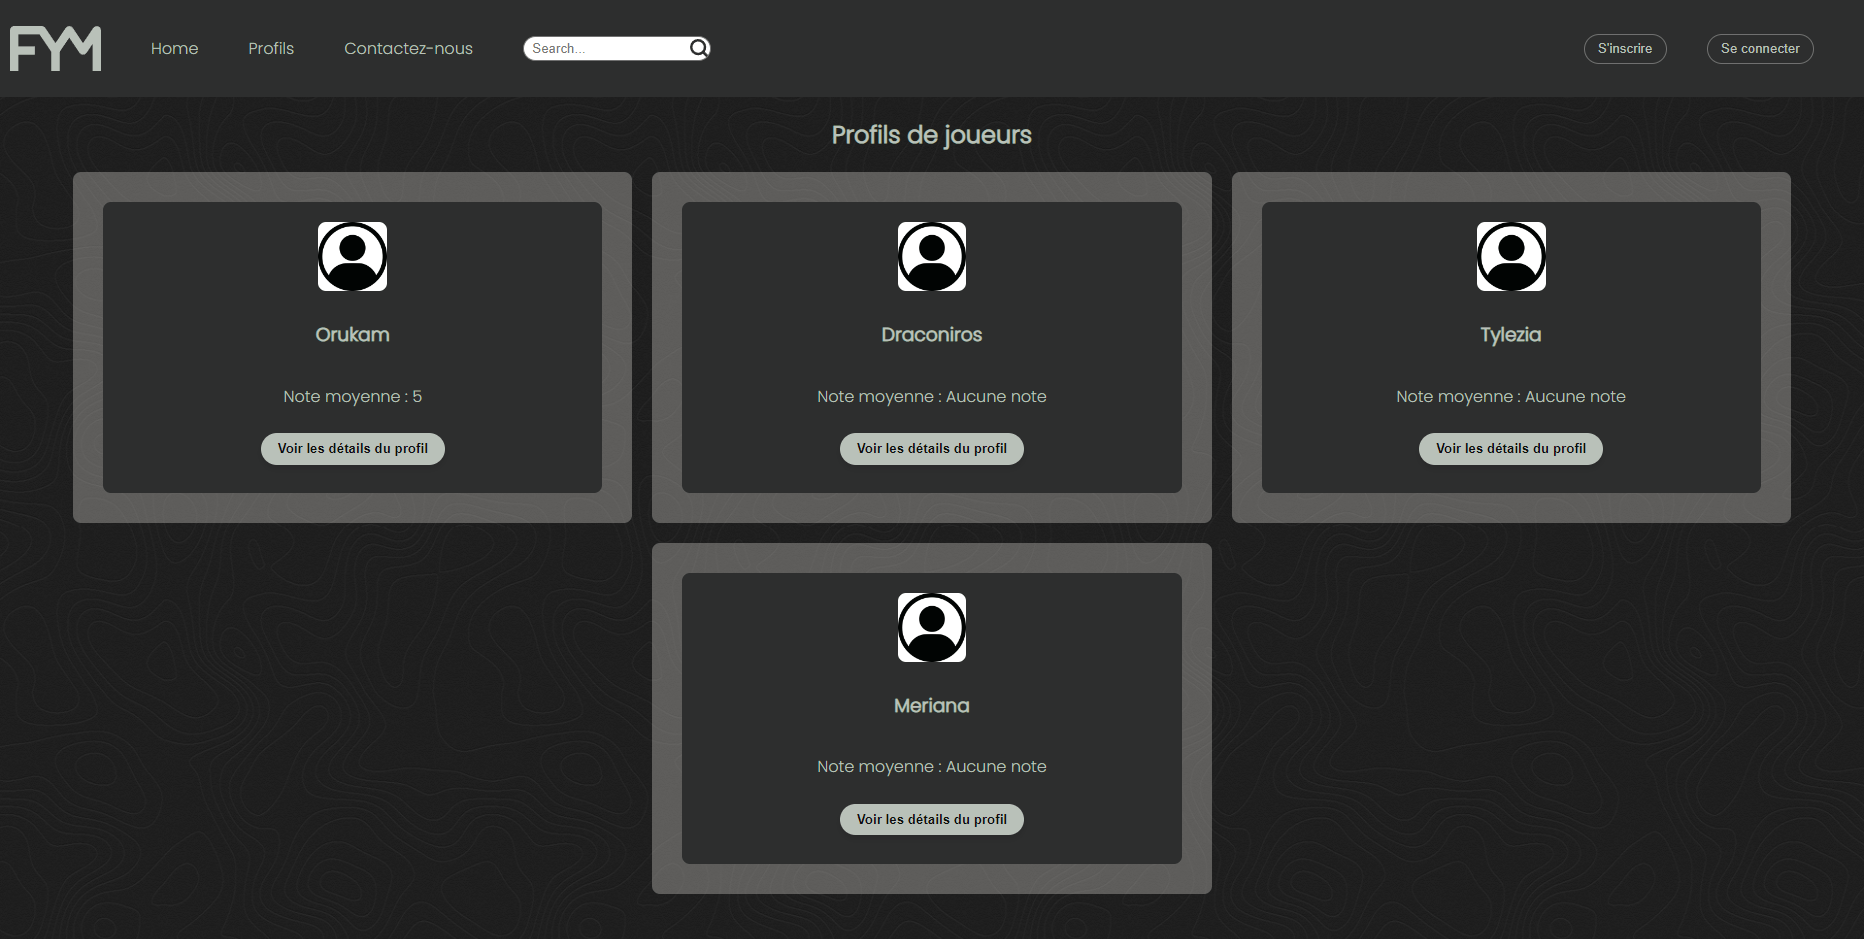 FYM
Home
Profils
Contactez-nous
Search...
S'inscrire
Se connecter
Profils de joueurs
Orukam
Note moyenne : 5
Voir les détails du profil
Draconiros
Note moyenne : Aucune note
Voir les détails du profil
Tylezia
Note moyenne : Aucune note
Voir les détails du profil
Meriana
Note moyenne : Aucune note
Voir les détails du profil